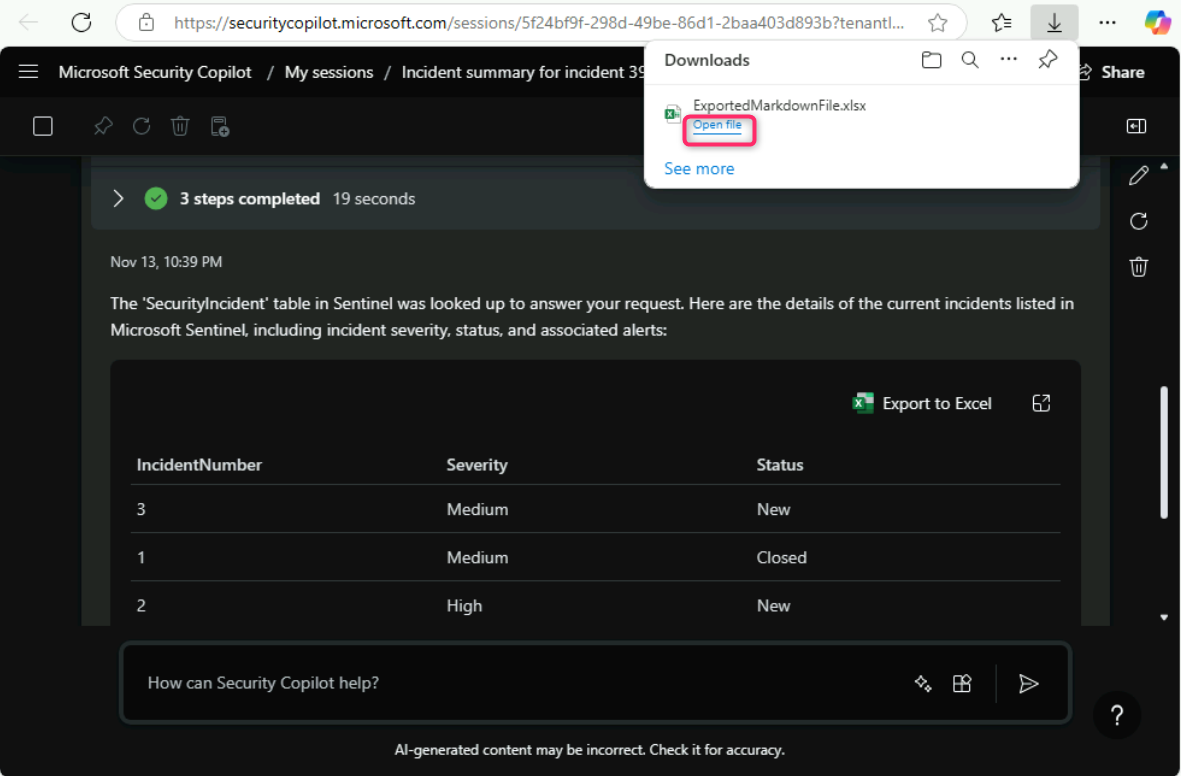 https://securitycopilot.microsoft.com/sessions/5f24bf9f-298d-49be-86d1-2baa403d893b?tenantI...
Downloads
ExportedMarkdownFile.xlsx
Open file
See more
Microsoft Security Copilot / My sessions / Incident summary for incident 39
Share
3 steps completed 19 seconds
Nov 13, 10:39 PM
The 'SecurityIncident' table in Sentinel was looked up to answer your request. Here are the details of the current incidents listed in
Microsoft Sentinel, including incident severity, status, and associated alerts:
Export to Excel
IncidentNumber Severity Status
3 Medium New
1 Medium Closed
2 High New
How can Security Copilot help?
?
AI-generated content may be incorrect. Check it for accuracy.